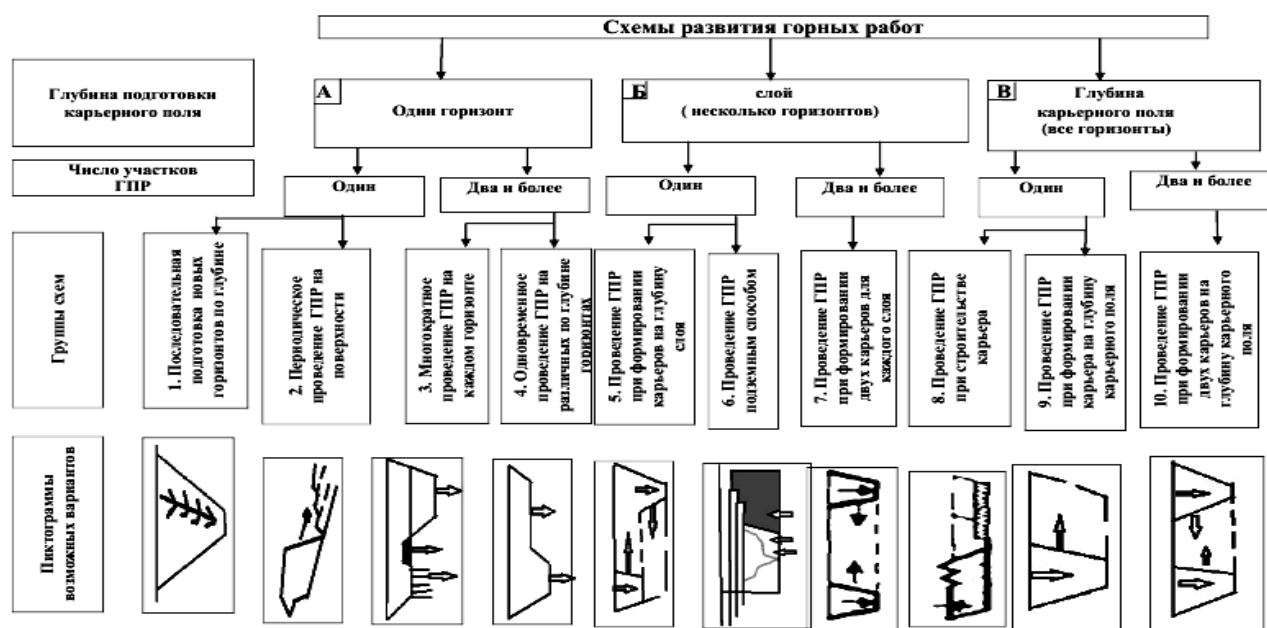 Схемы развития горных работ
Глубина подготовки
карьерного поля
А
Один горизонт
Б
слой
( несколько горизонтов)
В
Глубина
карьерного поля
(все горизонты)
Число участков
ГПР
Один
Два и более
Один
Два и более
Один
Два и более
Группы схем
1. Последовательная
подготовка новых
горизонтов по глубине
2. Периодическое
проведение ГПР на
поверхности
3. Многократное
проведение ГПР на
каждом горизонте
4. Одновременное
проведение ГПР на
различных по глубине
горизонтах
5. Проведение ГПР
при формировании
карьеров на глубину
слоя
6. Проведение ГПР
подземным способом
7. Проведение ГПР
при формировании
двух карьеров для
каждого слоя
8. Проведение ГПР
при строительстве
карьера
9. Проведение ГПР
при формировании
карьера на глубину
карьерного поля
10. Проведение ГПР
при формировании
двух карьеров на
глубину карьерного
поля
Пиктограммы
возможных вариантов